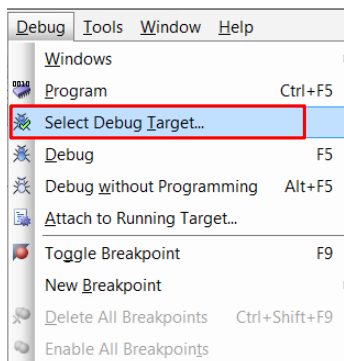 Debug Tools Window Help
Windows
Program Ctrl+F5
Select Debug Target...
Debug F5
Debug without Programming Alt+F5
Attach to Running Target...
Toggle Breakpoint F9
New Breakpoint
Delete All Breakpoints Ctrl+Shift+F9
Enable All Breakpoints